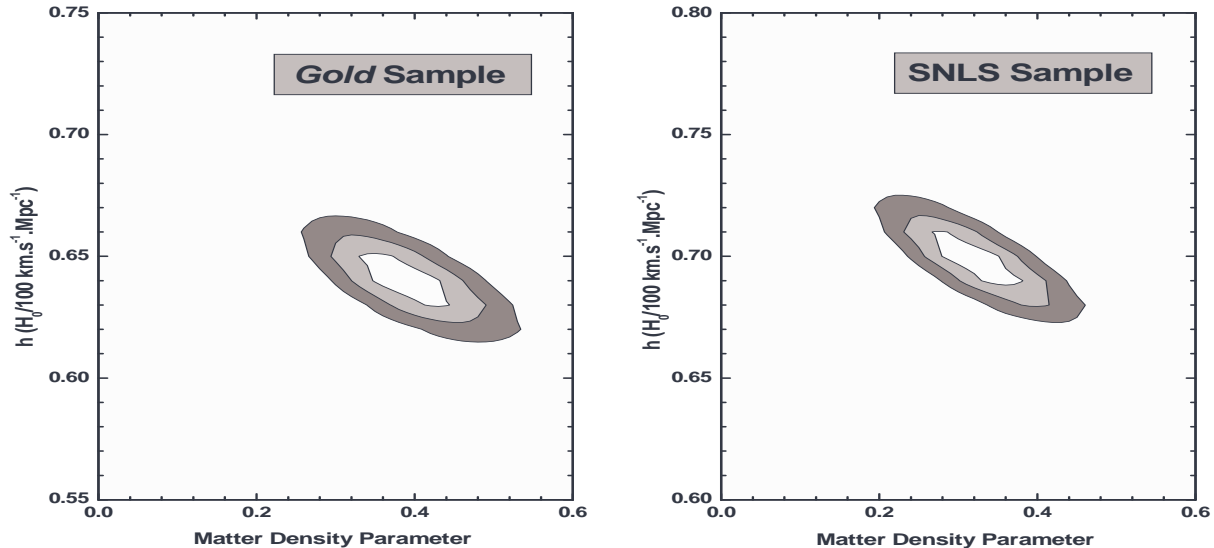 Gold Sample
0.75
0.70
0.65
0.60
0.55
h (H0/100 km.s-1.Mpc-1)
0.0 0.2 0.4 0.6
Matter Density Parameter
SNLS Sample
0.80
0.75
0.70
0.65
0.60
h (H0/100 km.s-1.Mpc-1)
0.0 0.2 0.4 0.6
Matter Density Parameter